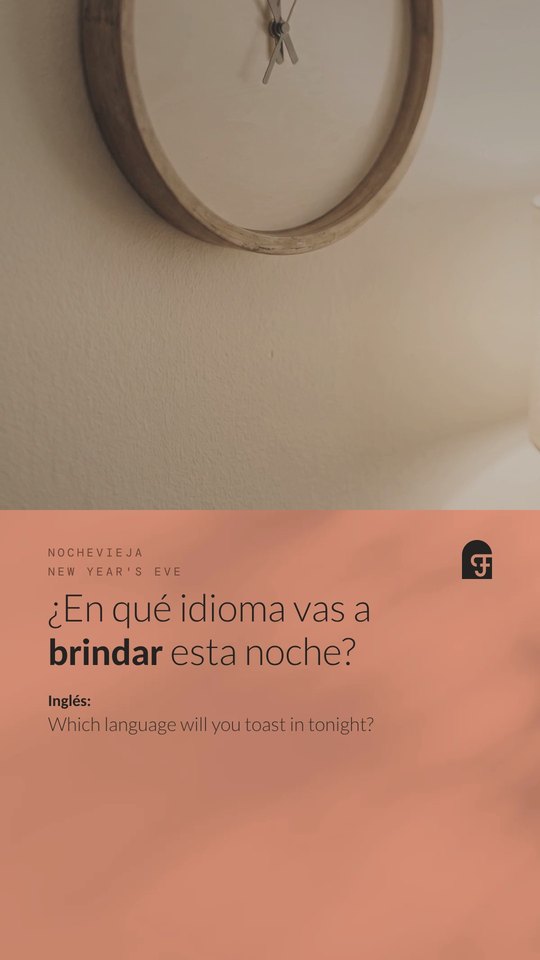 NOCHEVIEJA
NEW YEAR'S EVE
¿En qué idioma vas a
brindar esta noche?
Inglés:
Which language will you toast in tonight?